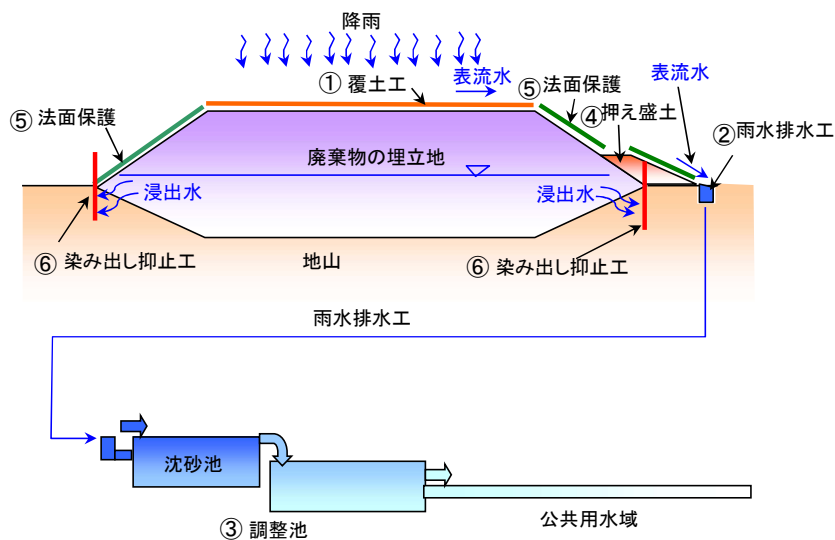 降雨
① 覆土工
表流水
⑤法面保護
表流水
⑤ 法面保護
④押え盛土
②雨水排水工
廃棄物の埋立地
浸出水
浸出水
⑥ 染み出し抑止工
地山
⑥ 染み出し抑止工
雨水排水工
沈砂池
③ 調整池
公共用水域